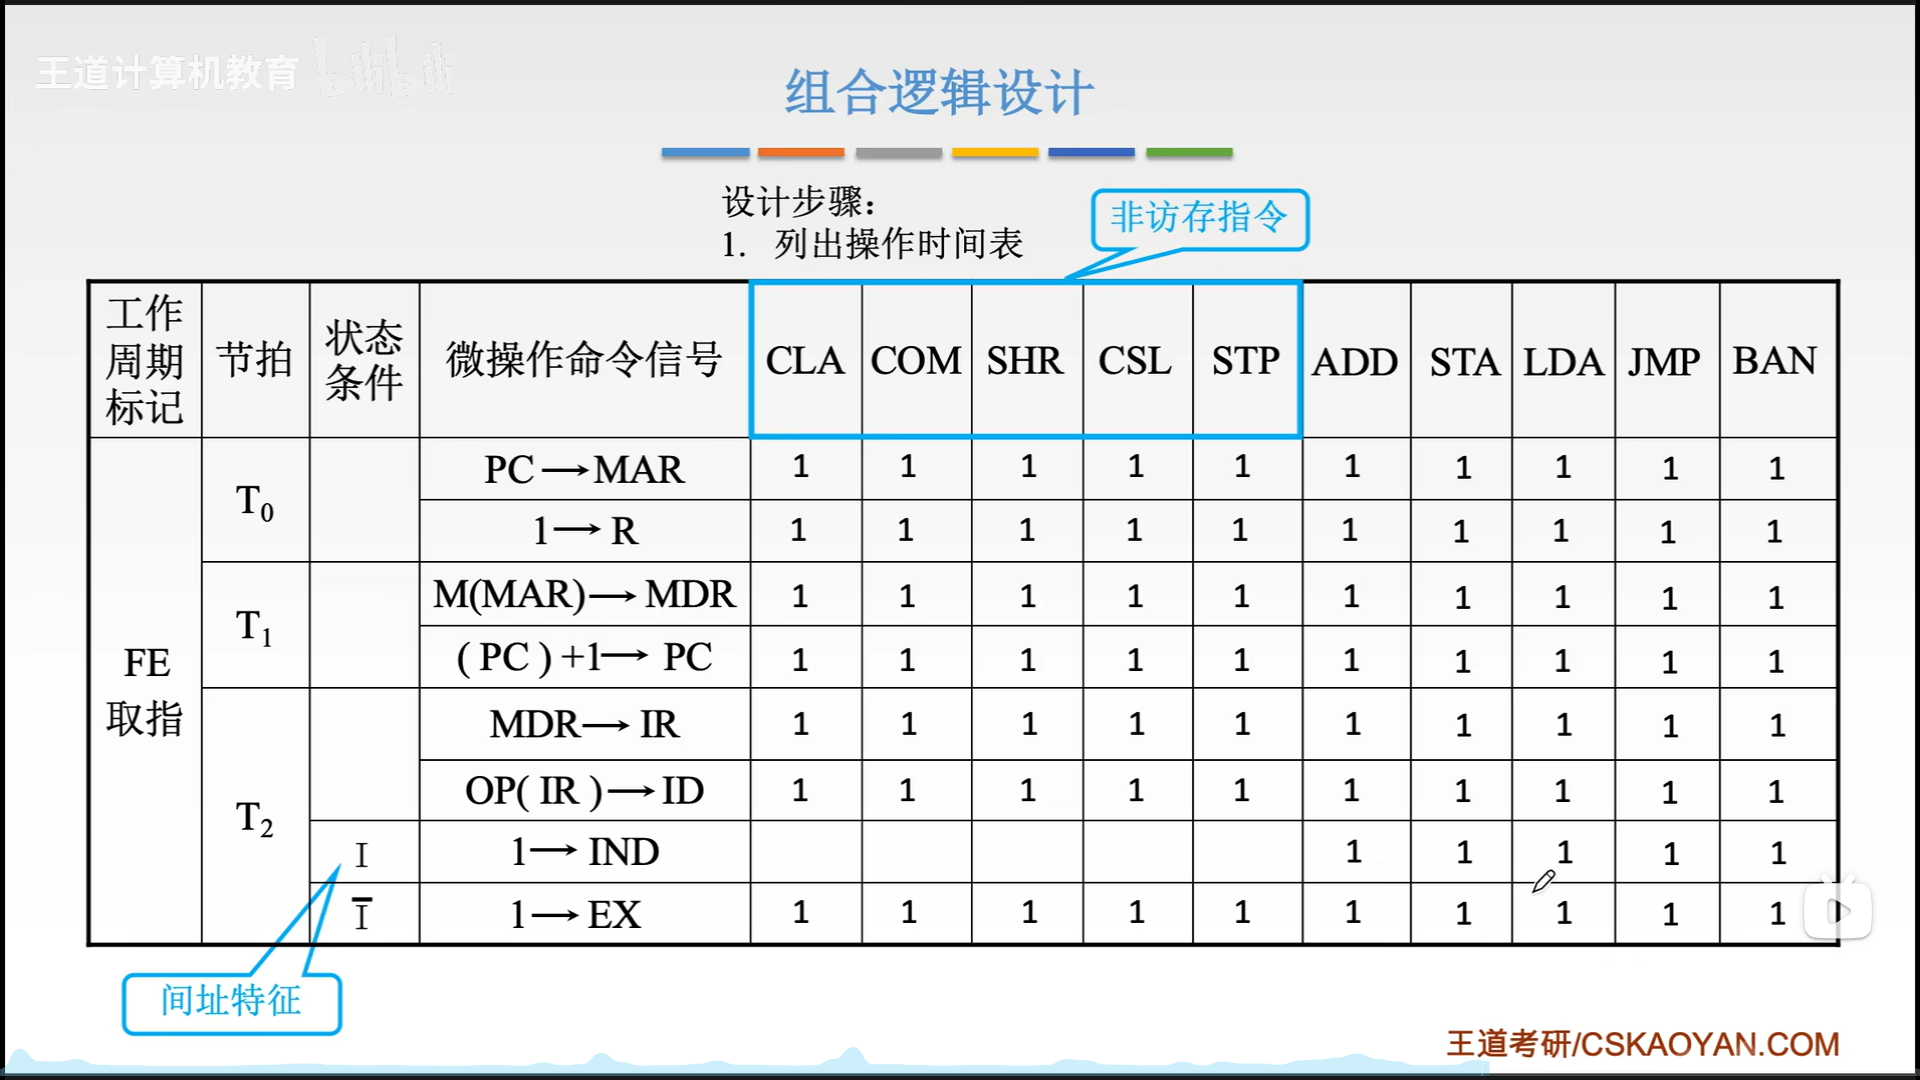 王道计算机教育 bilibili
组合逻辑设计
设计步骤：
1. 列出操作时间表
非访存指令
工作周期标记 节拍 状态条件 微操作命令信号 CLA COM SHR CSL STP ADD STA LDA JMP BAN
FE 取指 T₀ PC→MAR 1 1 1 1 1 1 1 1 1 1
1→R 1 1 1 1 1 1 1 1 1 1
T₁ M(MAR)→MDR 1 1 1 1 1 1 1 1 1 1
(PC)+1→PC 1 1 1 1 1 1 1 1 1 1
T₂ MDR→IR 1 1 1 1 1 1 1 1 1 1
OP(IR)→ID 1 1 1 1 1 1 1 1 1 1
I 1→IND 1 1 1 1 1
Ī 1→EX 1 1 1 1 1 1 1 1 1 1
间址特征
王道考研/CSKAOYAN.COM